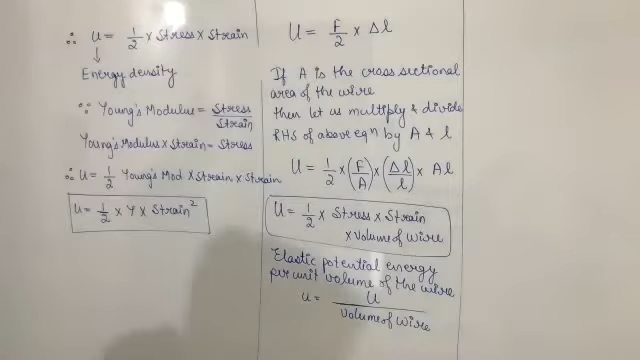 ∴ U = 1/2 × Stress × Strain
↓
Energy density
∵ Young's Modulus = Stress/Strain
Young's Modulus × Strain = Stress
∴ U = 1/2 Young's Mod × Strain × Strain
U = 1/2 × Y × Strain²
U = F/2 × Δl
If A is the cross sectional
area of the wire
then let us multiply & divide
RHS of above eqn by A & l
U = 1/2 × (F/A) × (Δl/l) × Al
U = 1/2 × Stress × Strain
× Volume of Wire
Elastic potential energy
per unit volume of the wire
u = U/Volume of Wire